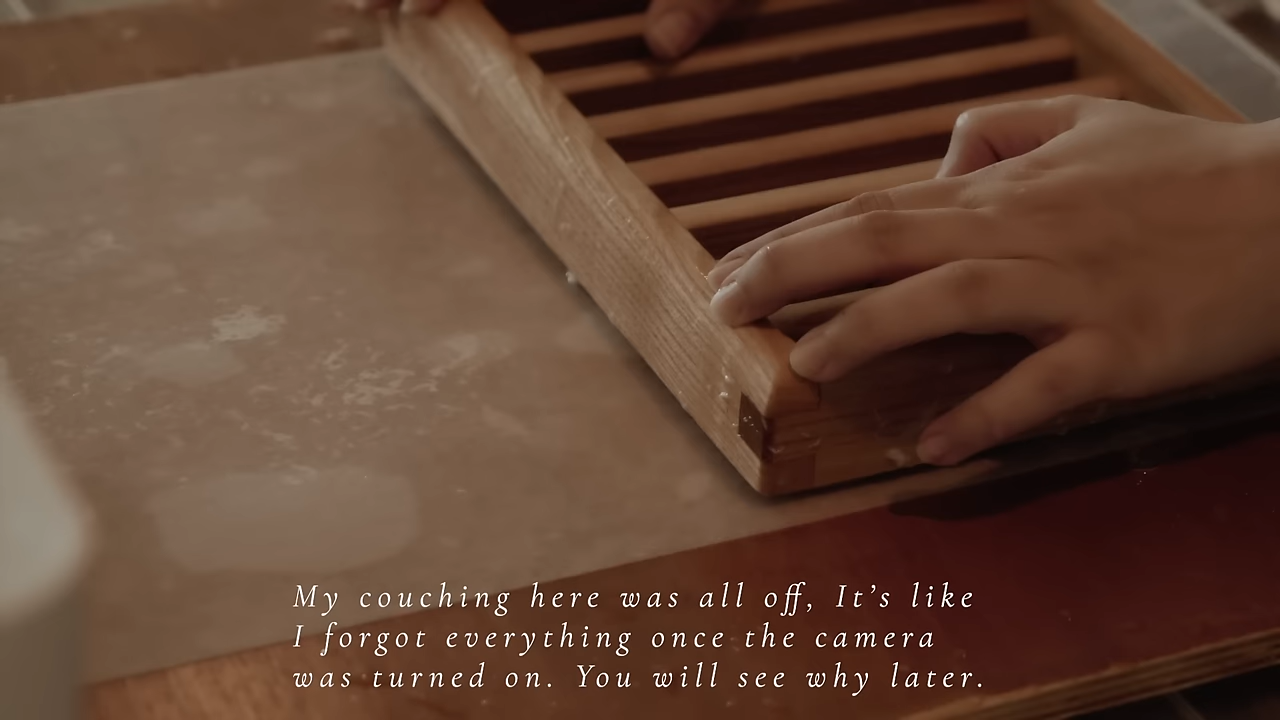 My couching here was all off, It’s like
I forgot everything once the camera
was turned on. You will see why later.